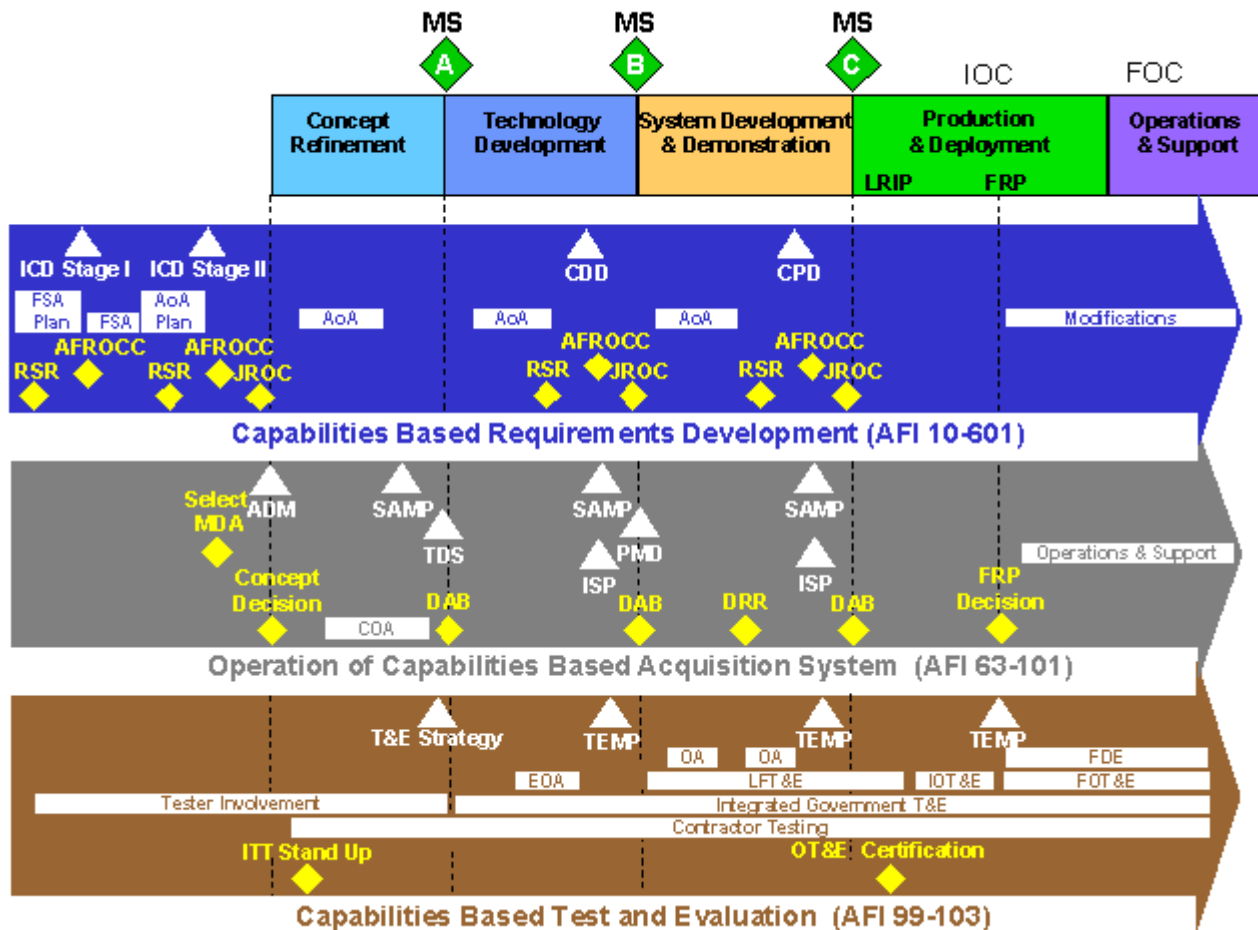 MS MS MS
A B C IOC FOC
Concept Refinement
Technology Development
System Development & Demonstration
Production & Deployment
LRIP FRP
Operations & Support
ICD Stage I ICD Stage II CDD CPD
FSA Plan
FSA
AoA Plan
AoA AoA AoA Modifications
AFROCC AFROCC AFROCC AFROCC
RSR RSR JROC RSR JROC RSR JROC
Capabilities Based Requirements Development (AFI 10-601)
Select MDA
ADM SAMP SAMP SAMP
TDS PMD
ISP ISP
Operations & Support
Concept Decision
COA
DAB DAB DRR DAB
FRP Decision
Operation of Capabilities Based Acquisition System (AFI 63-101)
T&E Strategy TEMP TEMP TEMP
OA OA FDE
EOA LFT&E IOT&E FOT&E
Tester Involvement Integrated Government T&E
Contractor Testing
ITT Stand Up OT&E Certification
Capabilities Based Test and Evaluation (AFI 99-103)